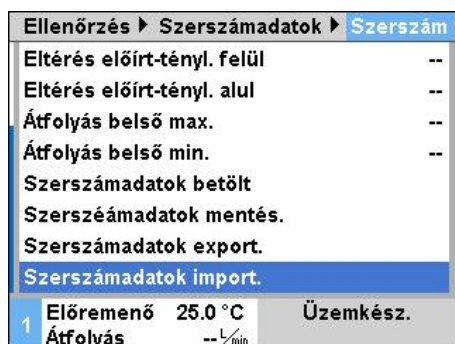 Ellenőrzés Szerszámadatok Szerszám
Eltérés előírt-tényl. felül --
Eltérés előírt-tényl. alul --
Átfolyás belső max. --
Átfolyás belső min. --
Szerszámadatok betölt
Szerszéámadatok mentés.
Szerszámadatok export.
Szerszámadatok import.
1 Előremenő 25.0 °C Üzemkész.
Átfolyás -- L/min